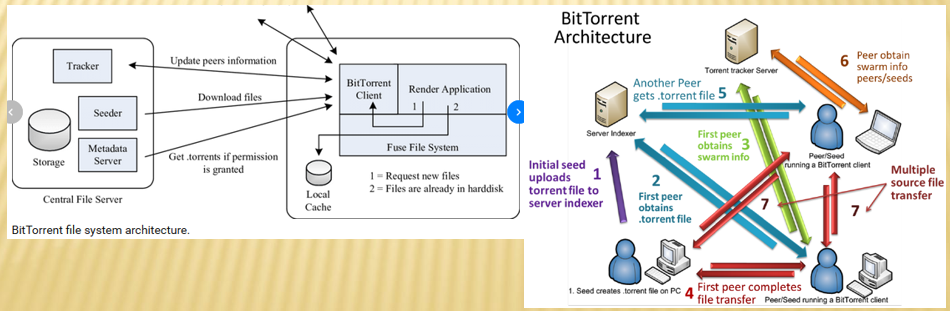 Tracker
Seeder
Metadata
Server
Storage
Central File Server
Update peers information
Download files
Get .torrents if permission
is granted
BitTorrent
Client
Render Application
1
2
Fuse File System
Local
Cache
1 = Request new files
2 = Files are already in harddisk
BitTorrent file system architecture.
BitTorrent
Architecture
Torrent tracker Server
6
Peer obtain
swarm info
peers/seeds
Another Peer
gets .torrent file 5
Server Indexer
First peer
obtains 3
swarm info
Peer/Seed
running a BitTorrent client
Initial seed
uploads 1
torrent file to
server indexer
2
First peer
obtains
.torrent file
7
7
Multiple
source file
transfer
1. Seed creates .torrent file on PC
4 First peer completes
file transfer
Peer/Seed running a BitTorrent client